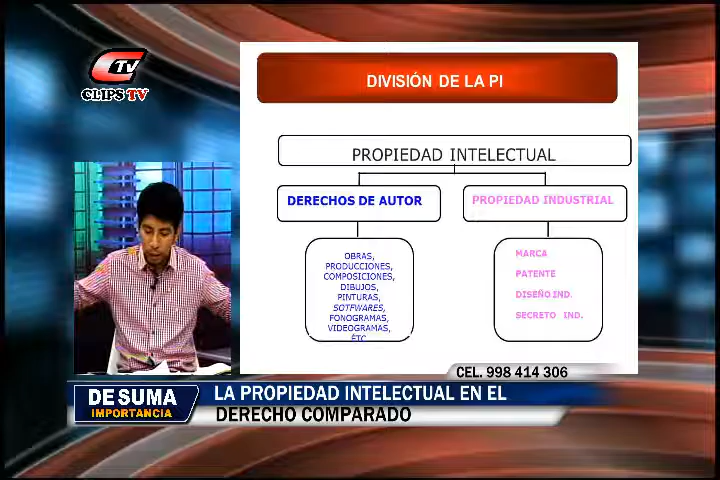 TV
CLIPS TV
DIVISIÓN DE LA PI
PROPIEDAD INTELECTUAL
DERECHOS DE AUTOR
PROPIEDAD INDUSTRIAL
OBRAS,
PRODUCCIONES,
COMPOSICIONES,
DIBUJOS,
PINTURAS,
SOTFWARES,
FONOGRAMAS,
VIDEOGRAMAS,
ÉTC
MARCA
PATENTE
DISEÑO IND.
SECRETO IND.
CEL. 998 414 306
DE SUMA
IMPORTANCIA
LA PROPIEDAD INTELECTUAL EN EL
DERECHO COMPARADO